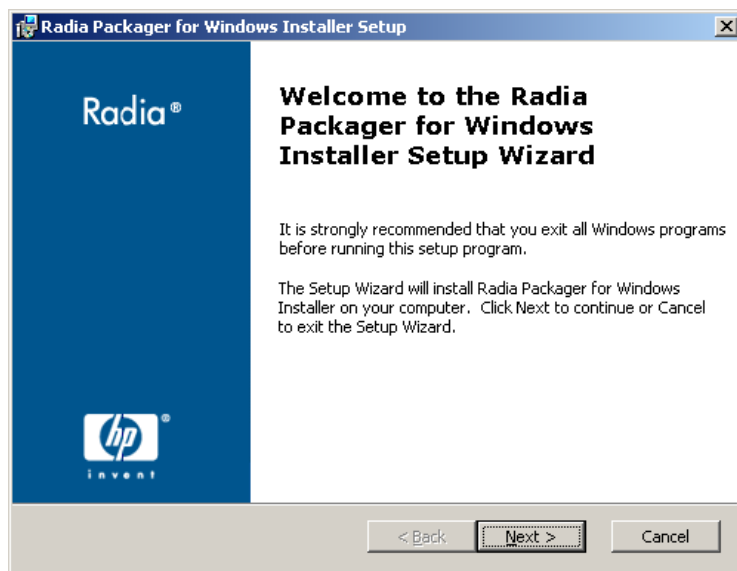 Radia Packager for Windows Installer Setup
Radia®
Welcome to the Radia
Packager for Windows
Installer Setup Wizard
It is strongly recommended that you exit all Windows programs
before running this setup program.
The Setup Wizard will install Radia Packager for Windows
Installer on your computer. Click Next to continue or Cancel
to exit the Setup Wizard.
hp®
invent
< Back
Next >
Cancel